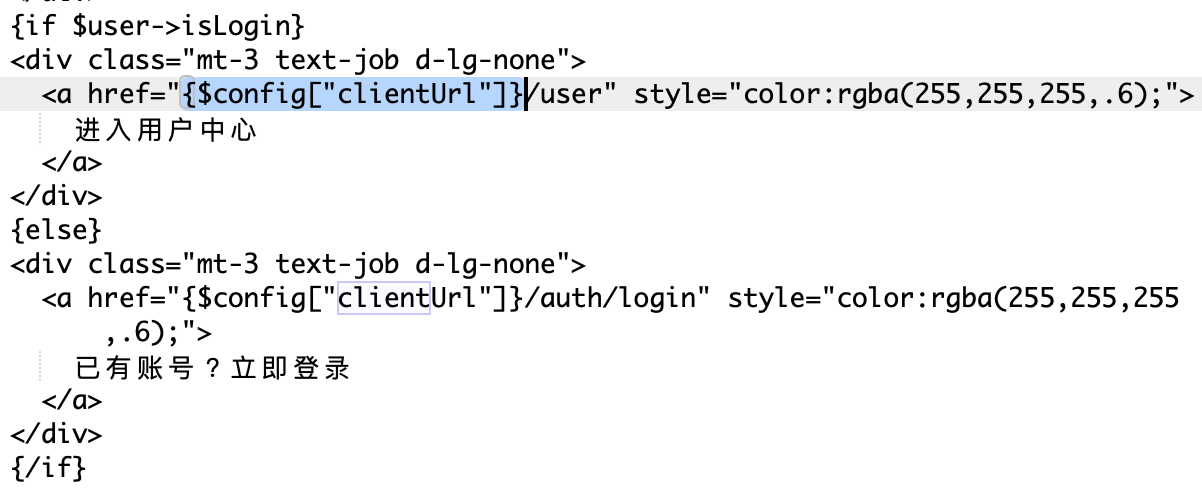 {if $user->isLogin}
<div class="mt-3 text-job d-lg-none">
<a href="{$config["clientUrl"]}/user" style="color:rgba(255,255,255,.6);">
进入用户中心
</a>
</div>
{else}
<div class="mt-3 text-job d-lg-none">
<a href="{$config["clientUrl"]}/auth/login" style="color:rgba(255,255,255
,.6);">
已有账号？立即登录
</a>
</div>
{/if}